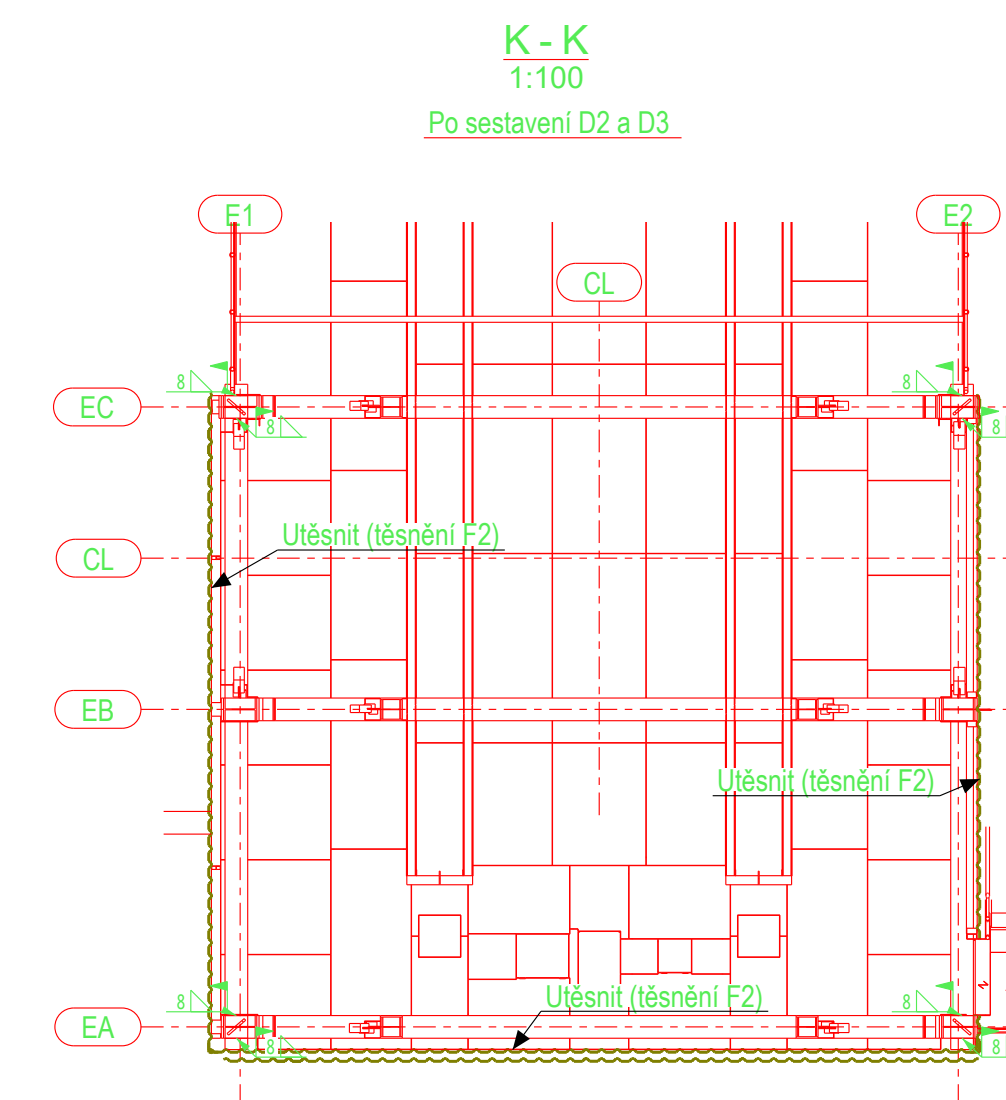 K - K
1:100
Po sestavení D2 a D3
E1
E2
CL
8
8
EC
8
8
Utěsnit (těsnění F2)
CL
EB
Utěsnit (těsnění F2)
Utěsnit (těsnění F2)
8
8
EA
8
8